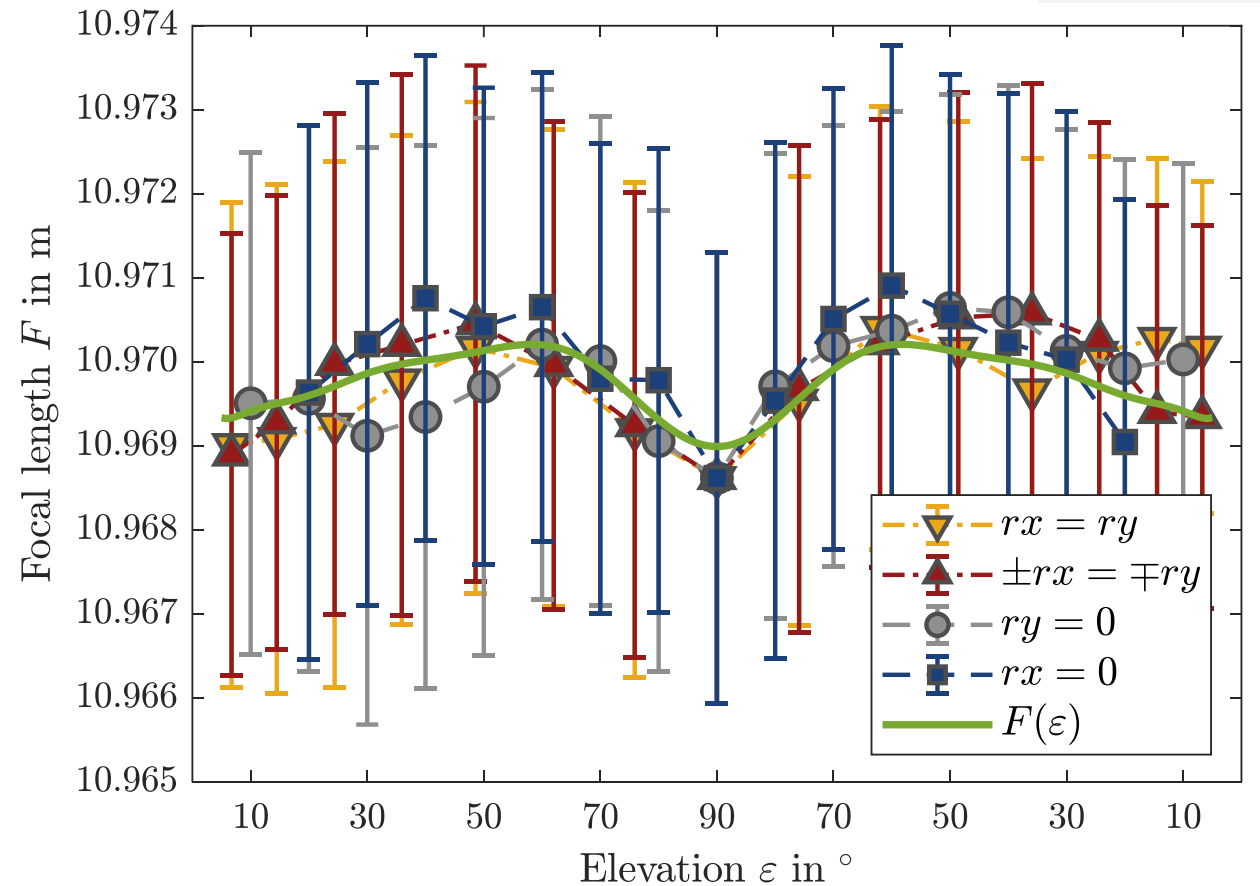 10.974
10.973
10.972
10.971
10.970
10.969
10.968
10.967
10.966
10.965
Focal length F in m
10 30 50 70 90 70 50 30 10
Elevation ε in °
rx = ry
±rx = ∓ry
ry = 0
rx = 0
F(ε)